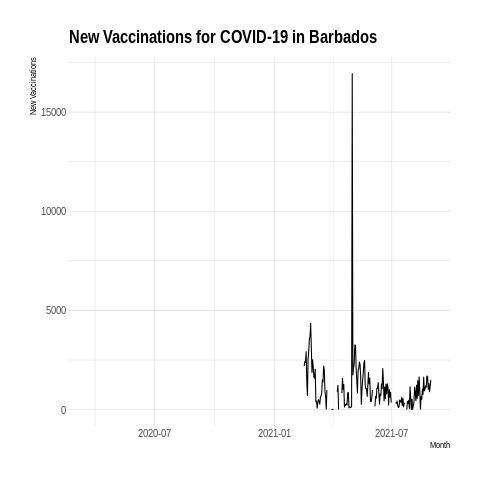 New Vaccinations for COVID-19 in Barbados
New Vaccinations
15000
10000
5000
0
2020-07 2021-01 2021-07
Month